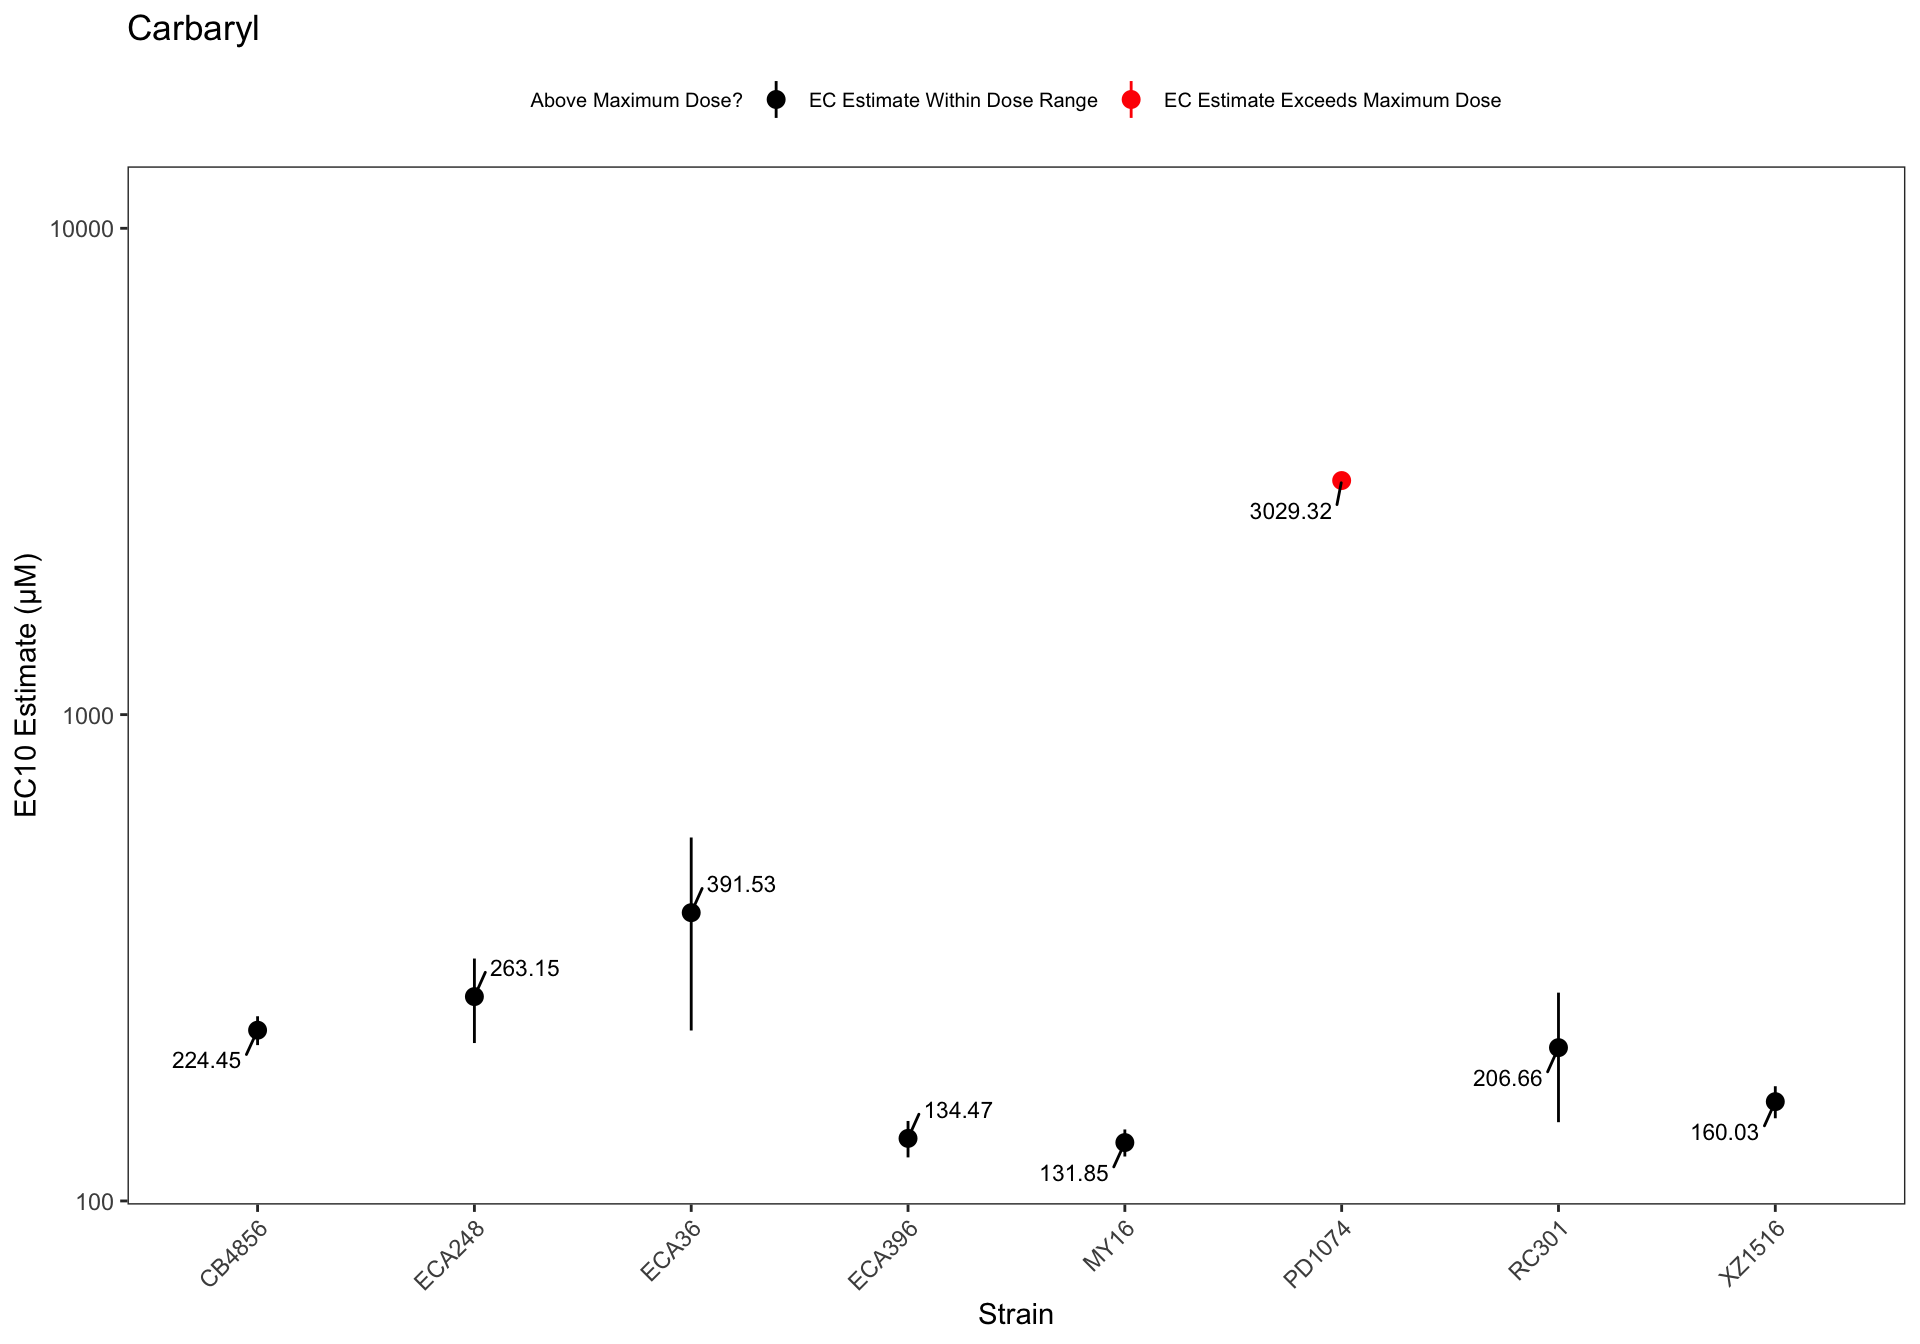 Carbaryl
Above Maximum Dose? EC Estimate Within Dose Range EC Estimate Exceeds Maximum Dose
EC10 Estimate (µM)
10000
1000
100
3029.32
391.53
263.15
224.45
206.66
134.47
160.03
131.85
CB4856 ECA248 ECA36 ECA396 MY16 PD1074 RC301 XZ1516
Strain